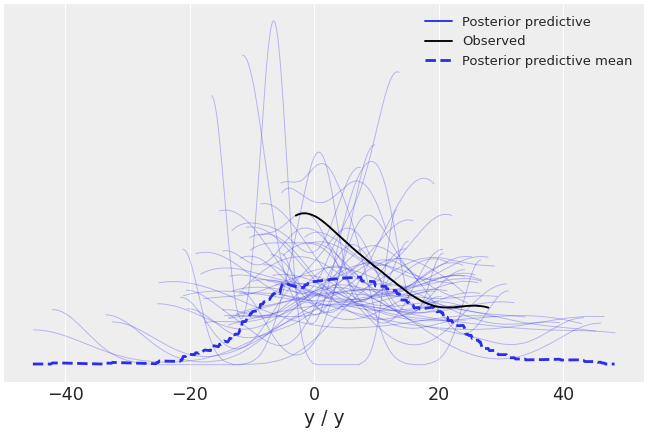 Posterior predictive
Observed
Posterior predictive mean
−40 −20 0 20 40
y / y